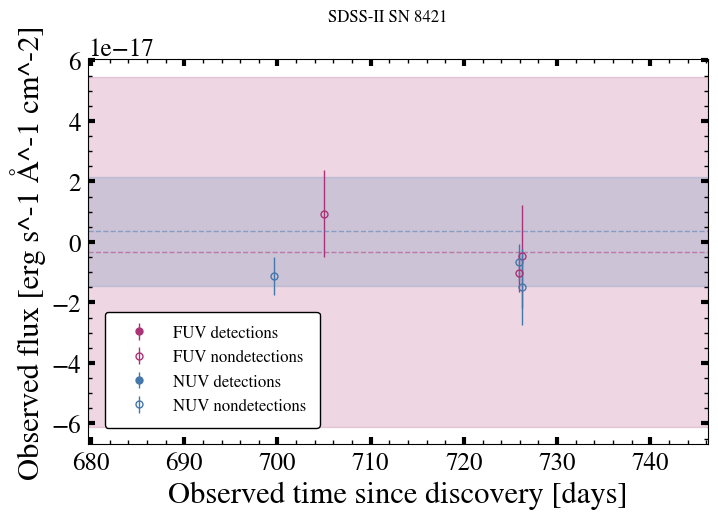 SDSS-II SN 8421
1e−17
6
4
2
0
−2
−4
−6
Observed flux [erg s^-1 Å^-1 cm^-2]
FUV detections
FUV nondetections
NUV detections
NUV nondetections
680 690 700 710 720 730 740
Observed time since discovery [days]